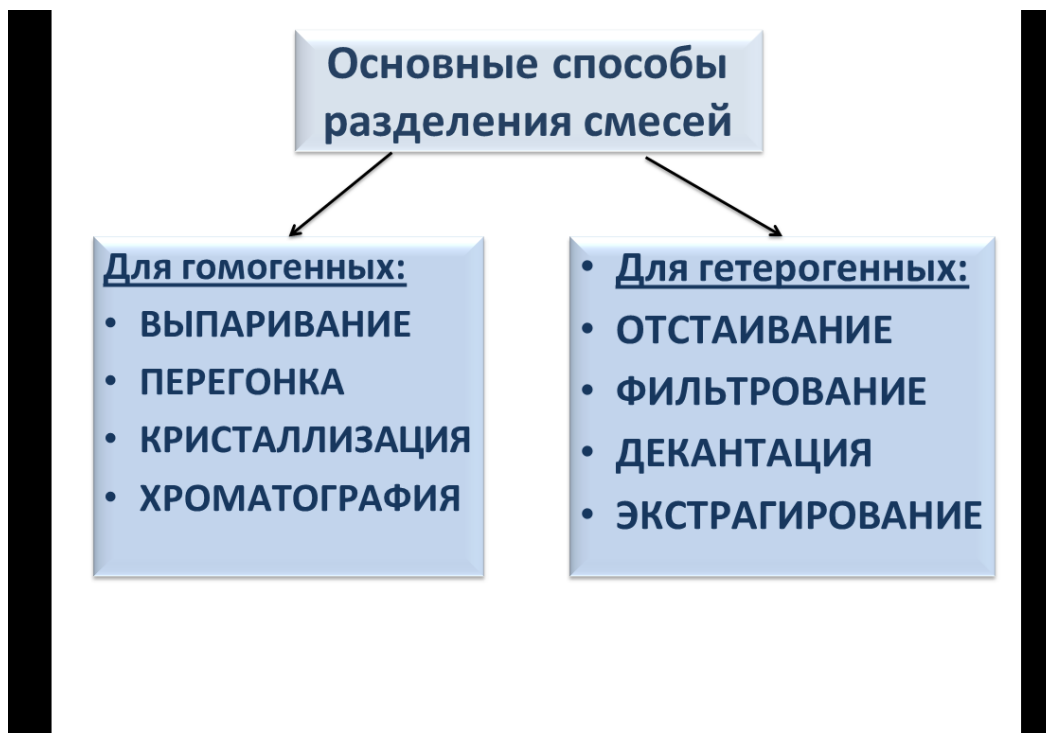 Основные способы
разделения смесей
Для гомогенных:
• ВЫПАРИВАНИЕ
• ПЕРЕГОНКА
• КРИСТАЛЛИЗАЦИЯ
• ХРОМАТОГРАФИЯ
• Для гетерогенных:
• ОТСТАИВАНИЕ
• ФИЛЬТРОВАНИЕ
• ДЕКАНТАЦИЯ
• ЭКСТРАГИРОВАНИЕ